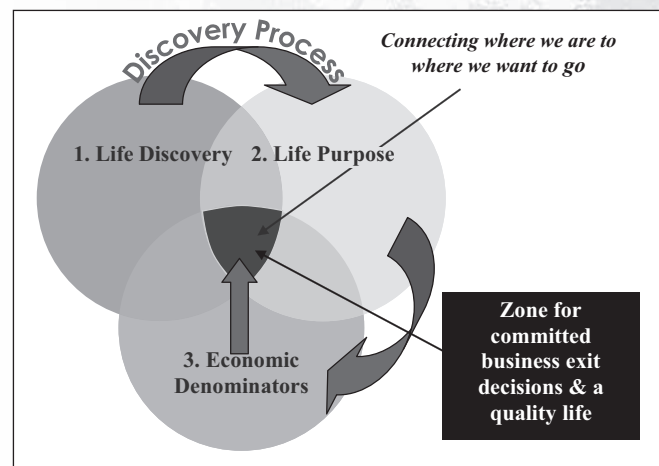 Discovery Process
Connecting where we are to
where we want to go
1. Life Discovery
2. Life Purpose
3. Economic
Denominators
Zone for
committed
business exit
decisions & a
quality life